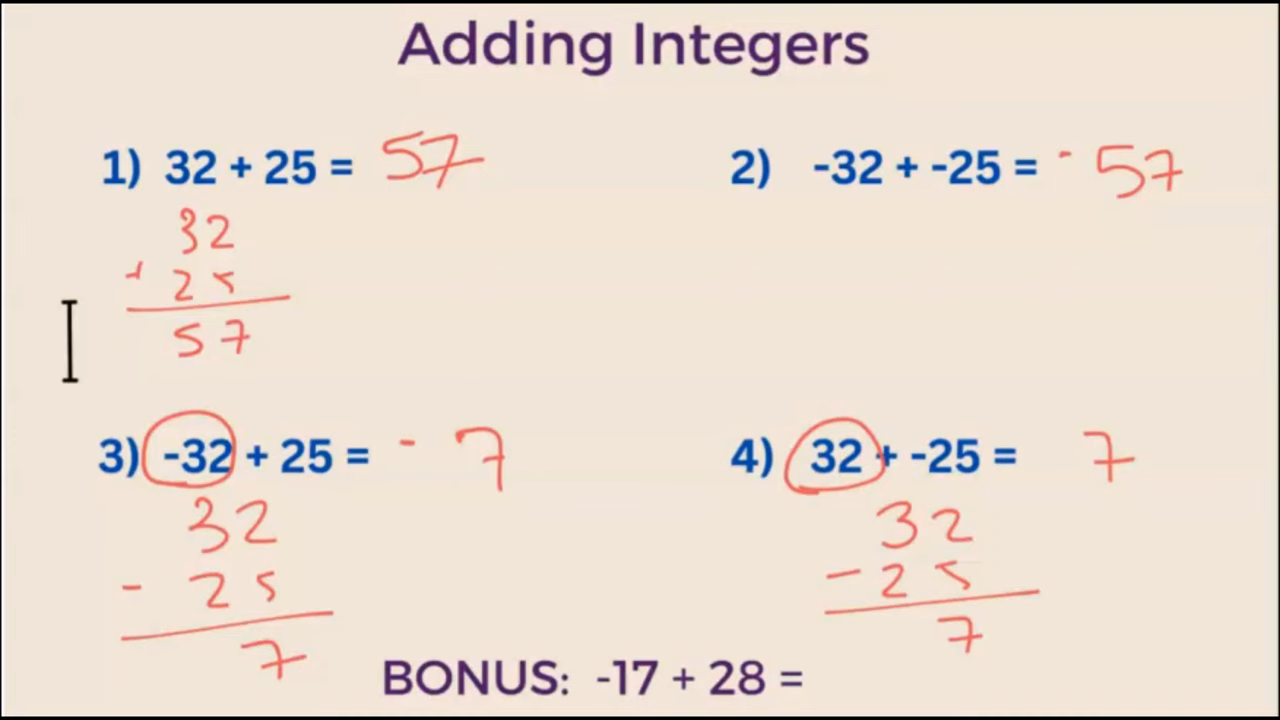 Adding Integers
1) 32 + 25 = 57
32
+ 25
57
2) -32 + -25 = - 57
3) -32 + 25 = - 7
32
- 25
7
4) 32 + -25 = 7
32
- 25
7
BONUS: -17 + 28 =